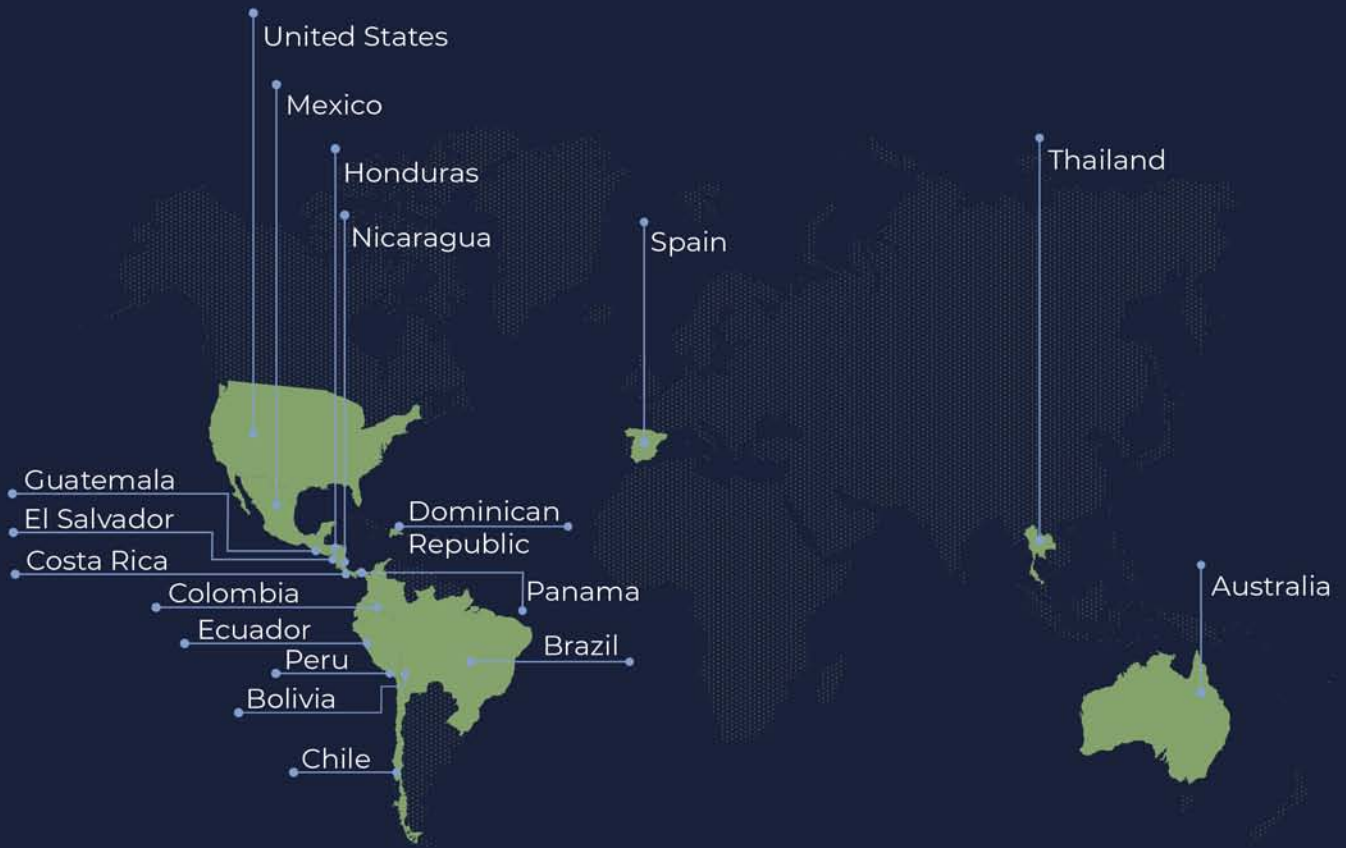 United States
Mexico
Honduras
Nicaragua
Thailand
Spain
Guatemala
El Salvador
Costa Rica
Dominican
Republic
Panama
Colombia
Ecuador
Peru
Bolivia
Brazil
Chile
Australia